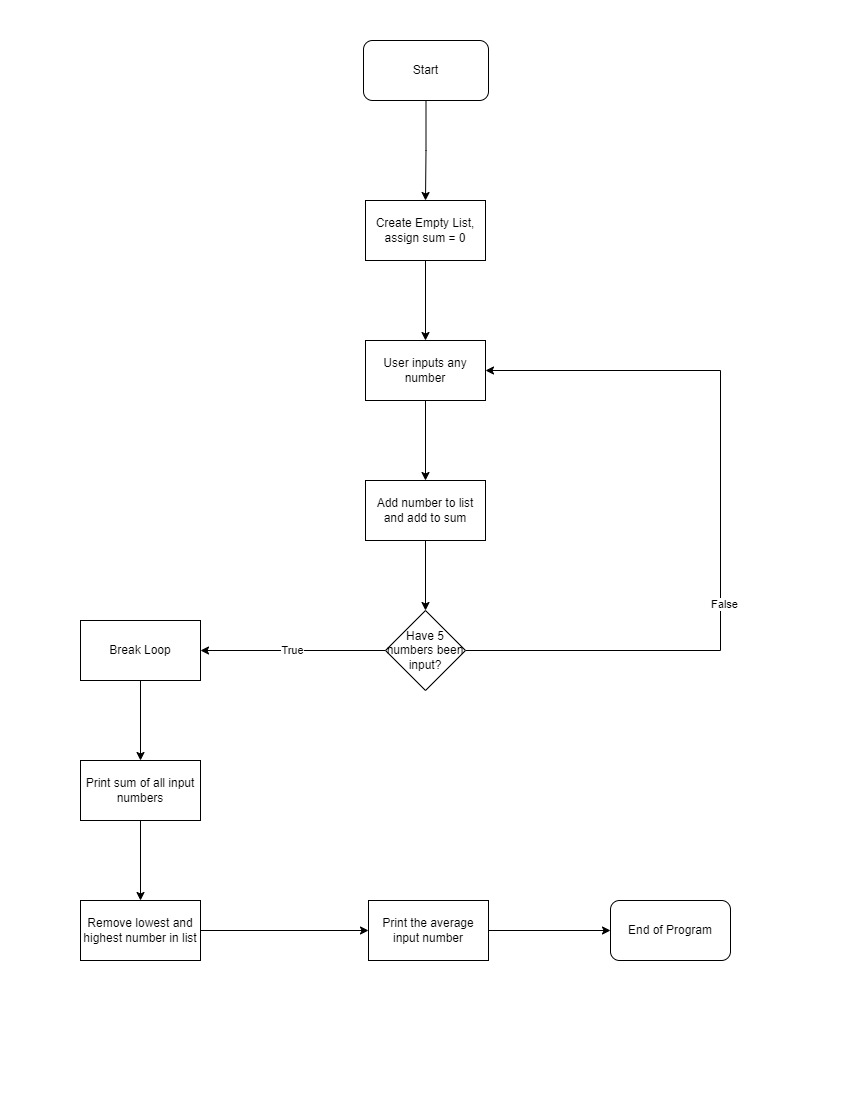 Start
Create Empty List,
assign sum = 0
User inputs any
number
Add number to list
and add to sum
False
Have 5
numbers been
input?
True
Break Loop
Print sum of all input
numbers
Remove lowest and
highest number in list
Print the average
input number
End of Program